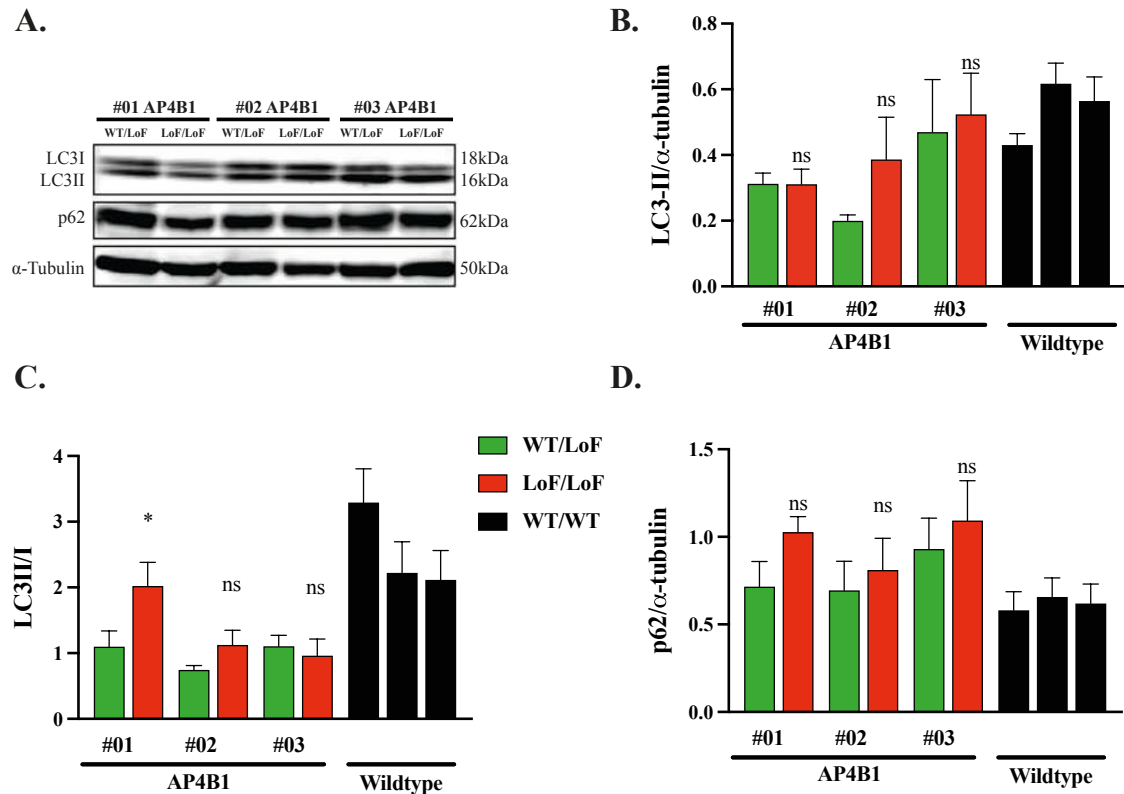 A.
#01 AP4B1 #02 AP4B1 #03 AP4B1
WT/LoF LoF/LoF WT/LoF LoF/LoF WT/LoF LoF/LoF
LC3I 18kDa
LC3II 16kDa
p62 62kDa
α-Tubulin 50kDa
B.
LC3-II/α-tubulin
0.8
0.6
0.4
0.2
0.0
ns ns ns
#01 #02 #03
AP4B1 Wildtype
C.
LC3II/I
4
3
2
1
0
* ns ns
#01 #02 #03
AP4B1 Wildtype
WT/LoF
LoF/LoF
WT/WT
D.
p62/α-tubulin
1.5
1.0
0.5
0.0
ns ns ns
#01 #02 #03
AP4B1 Wildtype